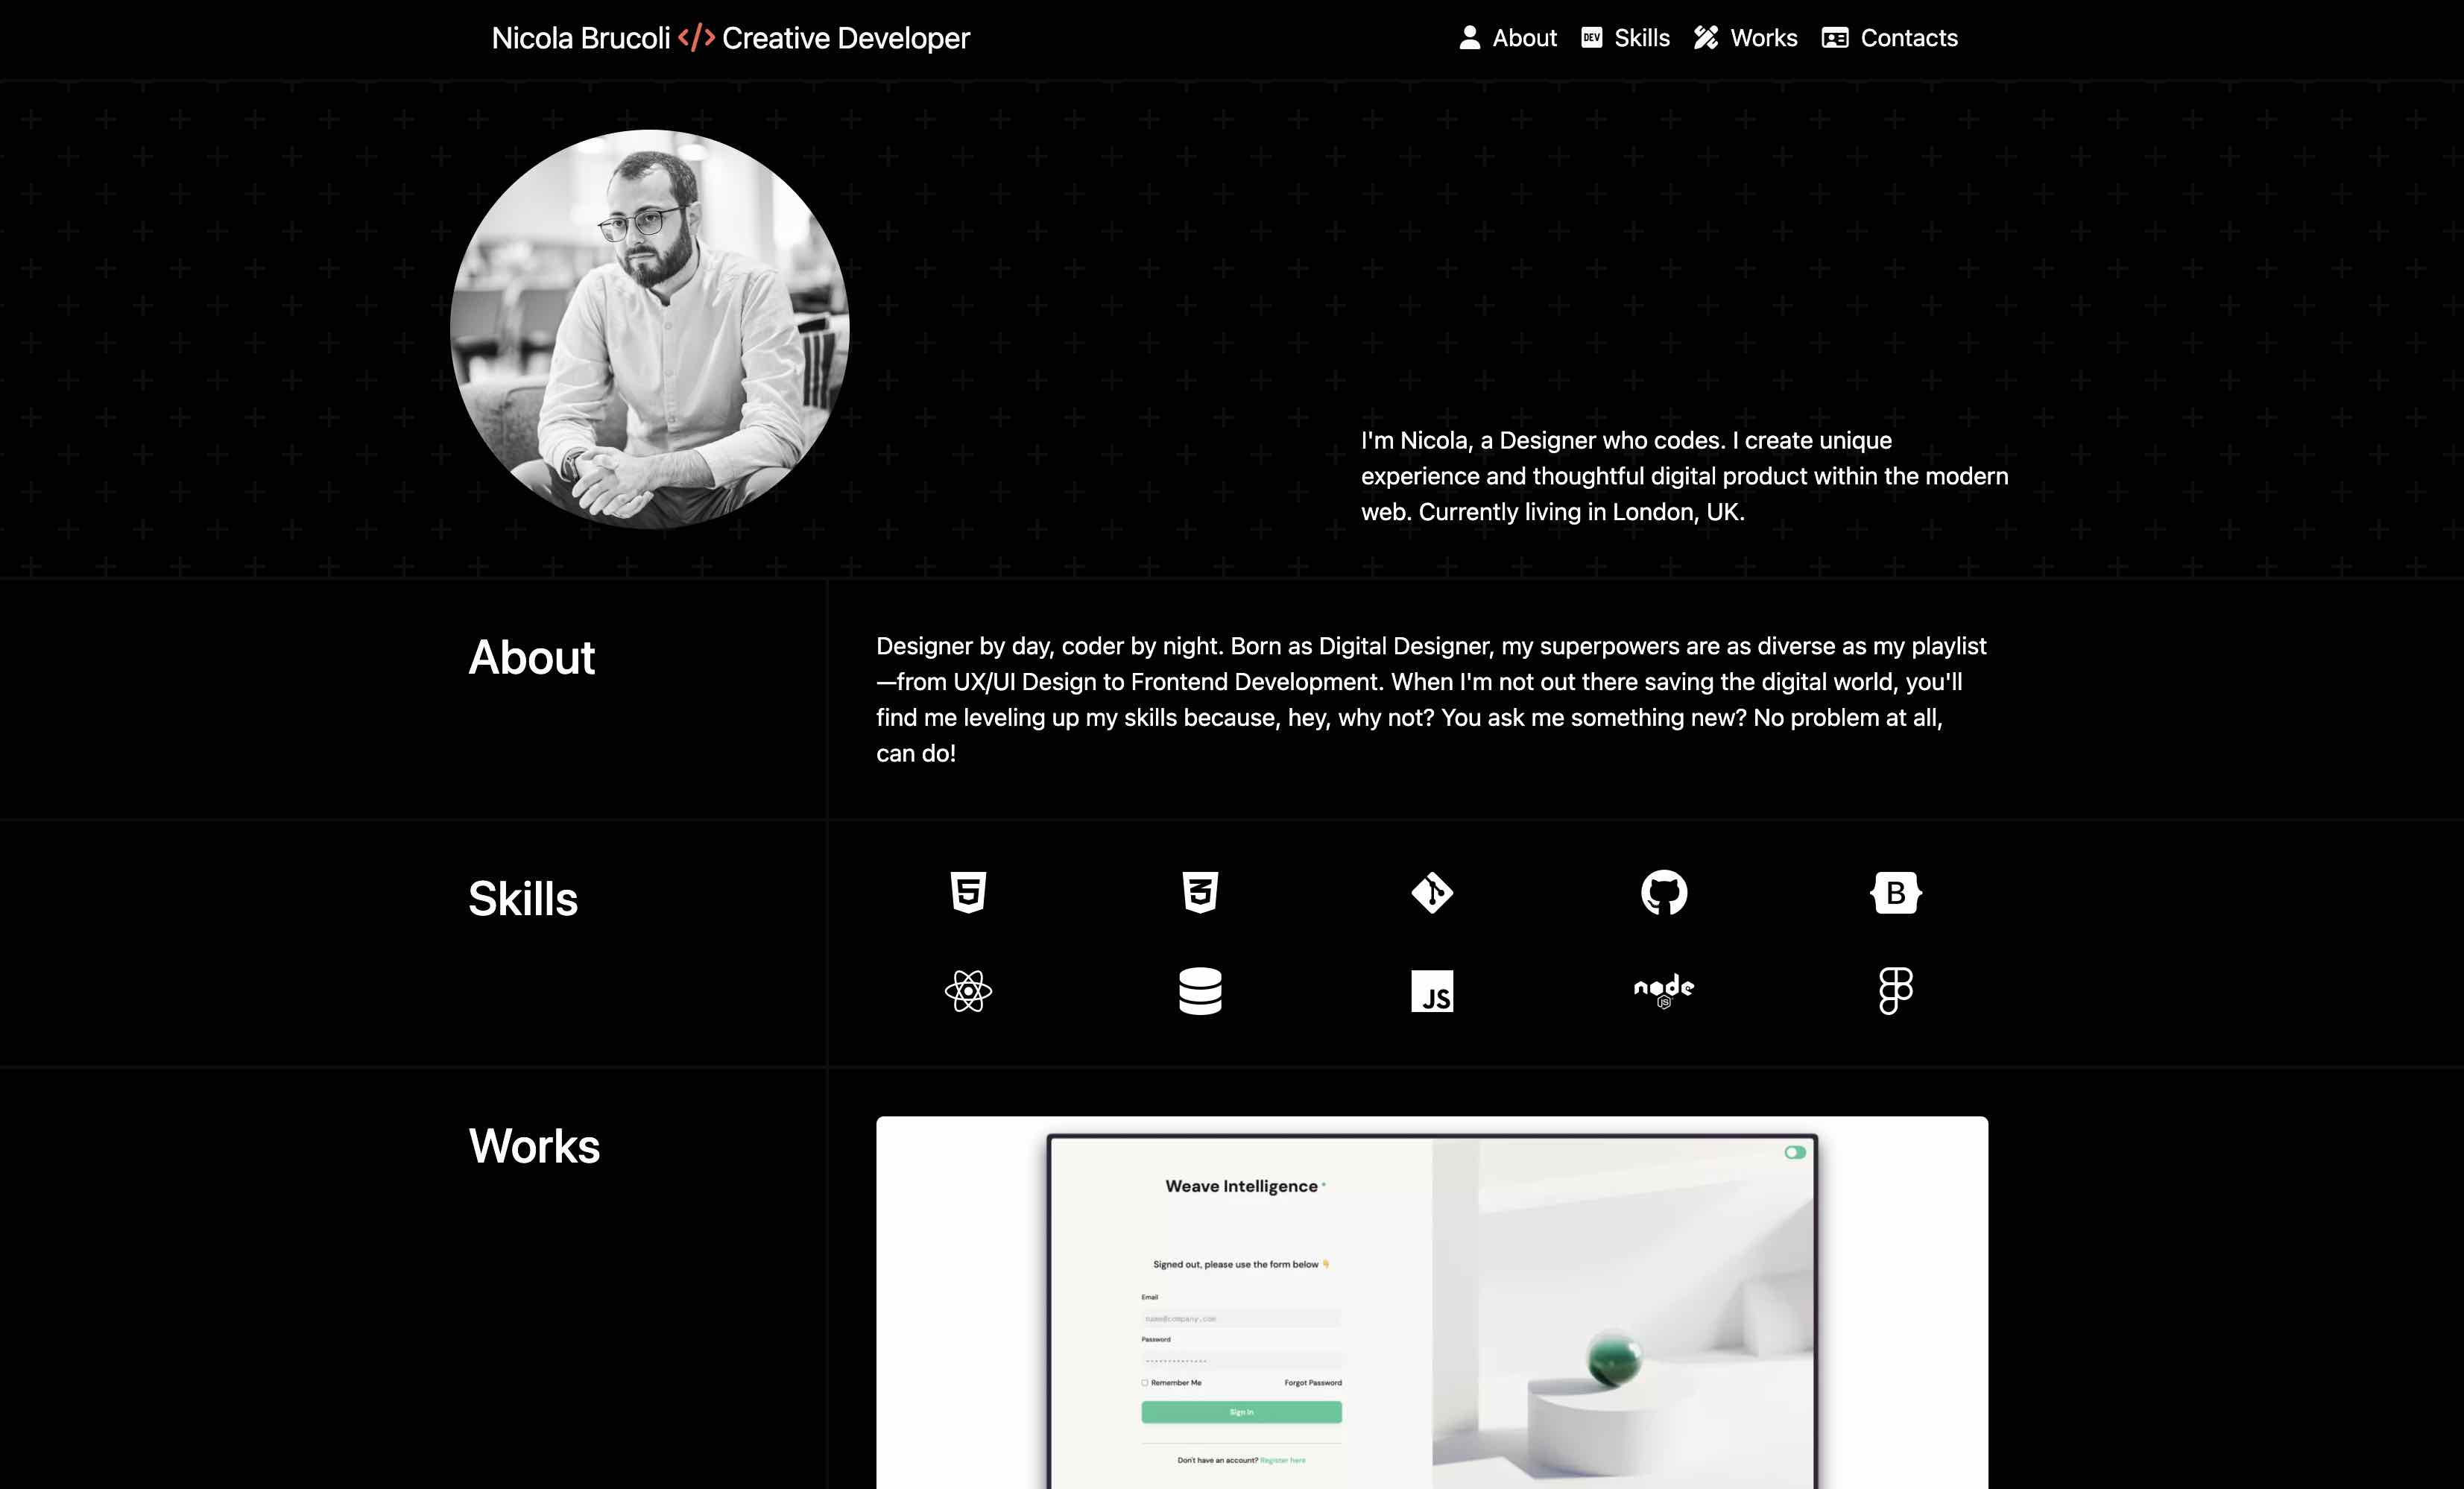 Nicola Brucoli </> Creative Developer
DEV
About
Skills
Works
Contacts
I'm Nicola, a Designer who codes. I create unique
experience and thoughtful digital product within the modern
web. Currently living in London, UK.
About
Designer by day, coder by night. Born as Digital Designer, my superpowers are as diverse as my playlist
—from UX/UI Design to Frontend Development. When I'm not out there saving the digital world, you'll
find me leveling up my skills because, hey, why not? You ask me something new? No problem at all,
can do!
Skills
5
3
B
JS
node
JS
Works
Weave Intelligence
Signed out, please use the form below
Email
name@company.com
Password
Remember Me
Forgot Password
Sign in
Don't have an account? Register here